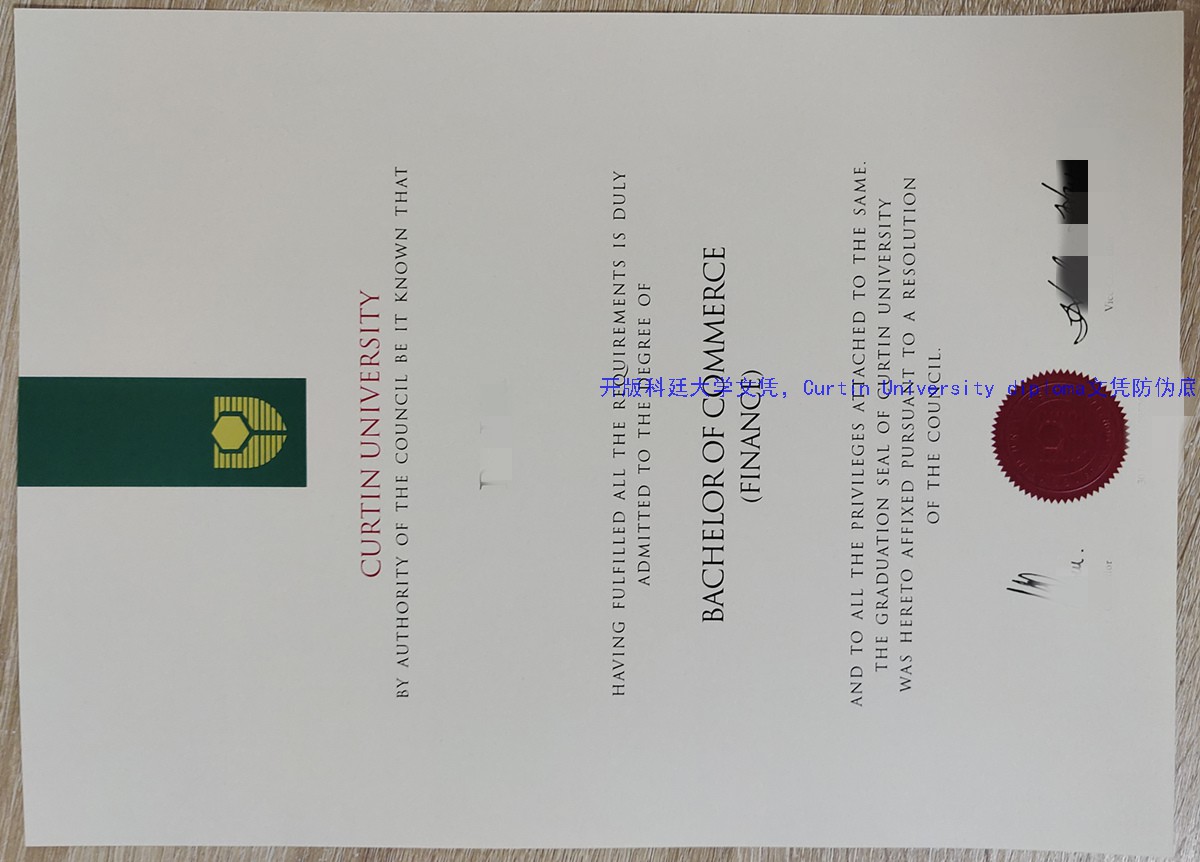 CURTIN UNIVERSITY
BY AUTHORITY OF THE COUNCIL BE IT KNOWN THAT
HAVING FULFILLED ALL THE REQUIREMENTS IS DULY
ADMITTED TO THE DEGREE OF
BACHELOR OF COMMERCE
(FINANCE)
AND TO ALL THE PRIVILEGES ATTACHED TO THE SAME.
THE GRADUATION SEAL OF CURTIN UNIVERSITY
WAS HERETO AFFIXED PURSUANT TO A RESOLUTION
OF THE COUNCIL.
开版科廷大学文凭, Curtin University diploma文凭防伪底